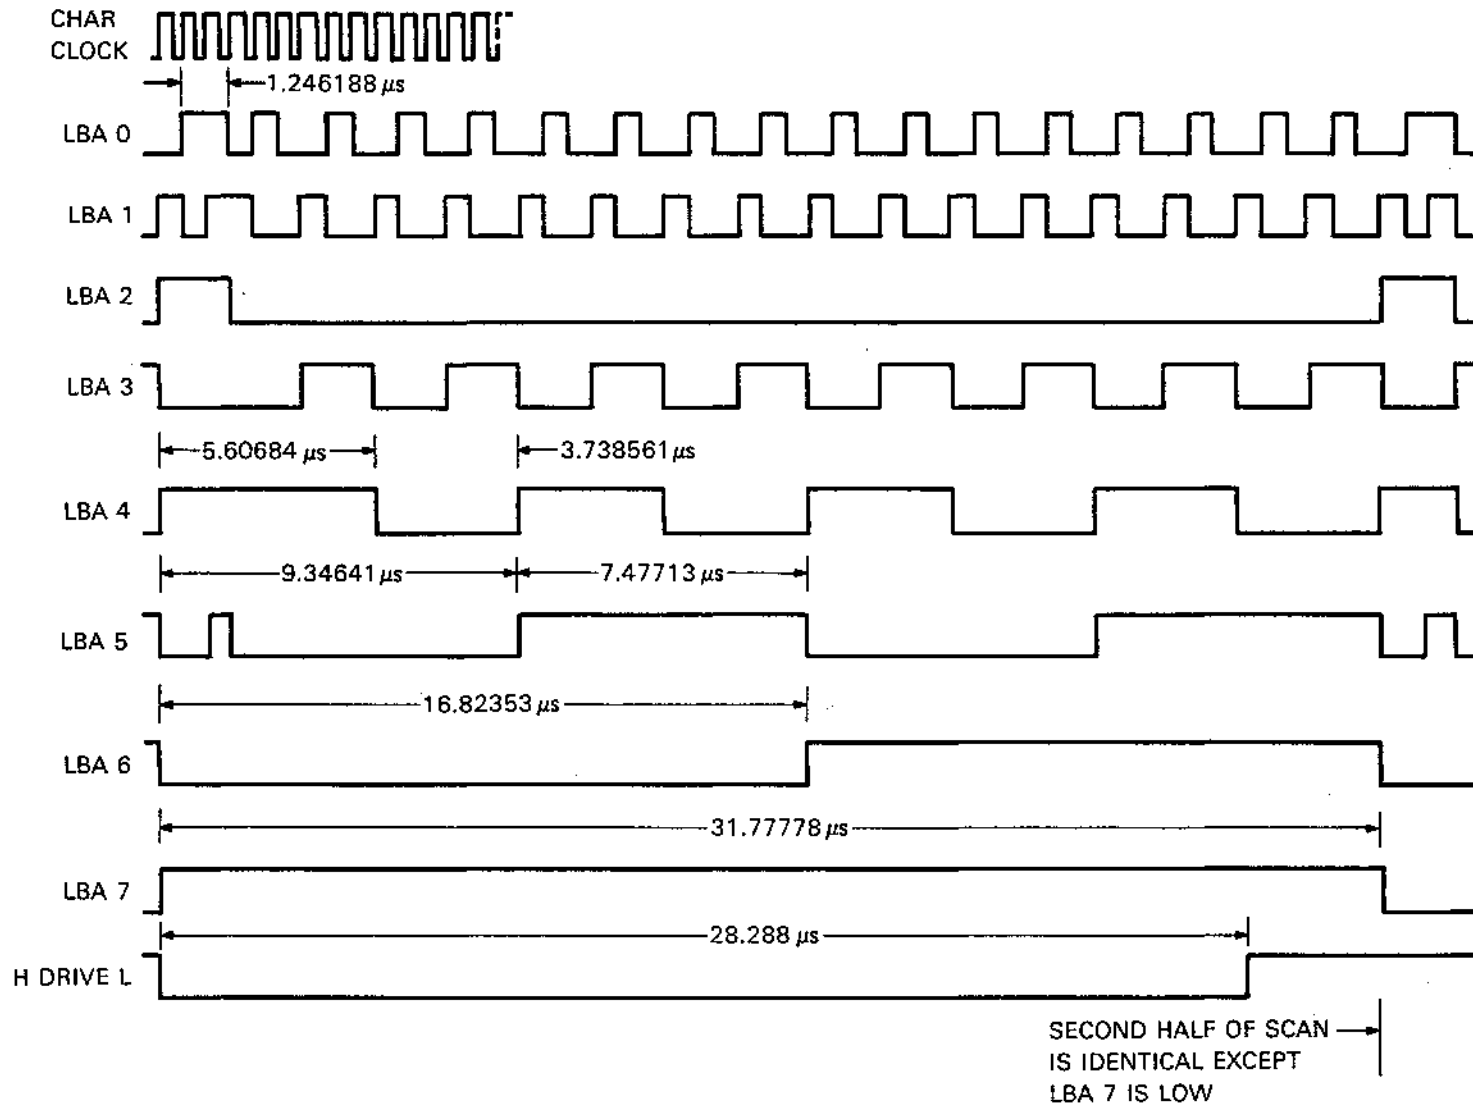 CHAR
CLOCK
1.246188 µs
LBA 0
LBA 1
LBA 2
LBA 3
5.60684 µs
3.738561 µs
LBA 4
9.34641 µs
7.47713 µs
LBA 5
16.82353 µs
LBA 6
31.77778 µs
LBA 7
28.288 µs
H DRIVE L
SECOND HALF OF SCAN
IS IDENTICAL EXCEPT
LBA 7 IS LOW